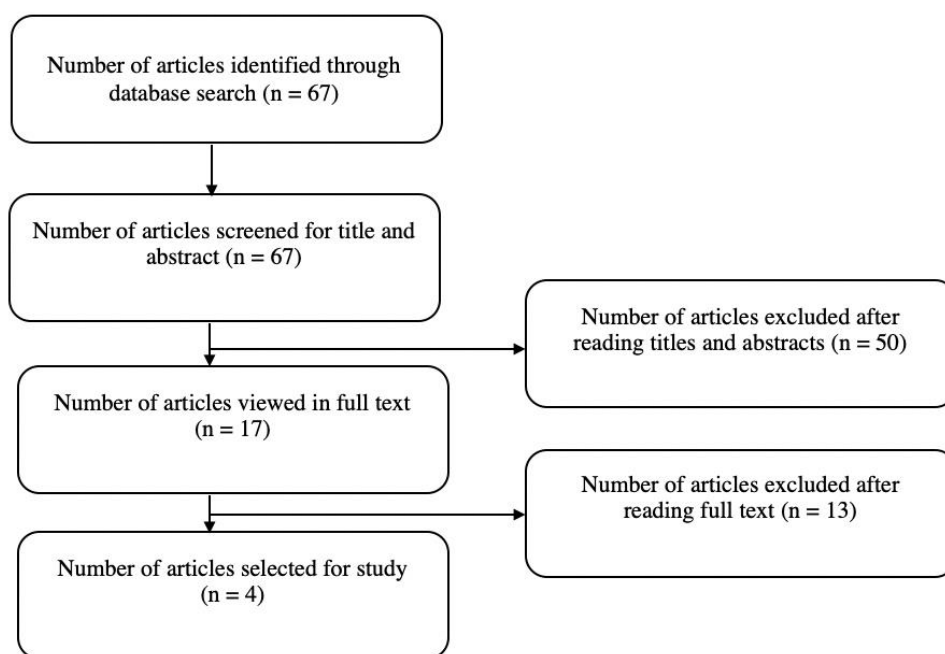 Number of articles identified through
database search (n = 67)
Number of articles screened for title and
abstract (n = 67)
Number of articles excluded after
reading titles and abstracts (n = 50)
Number of articles viewed in full text
(n = 17)
Number of articles excluded after
reading full text (n = 13)
Number of articles selected for study
(n = 4)